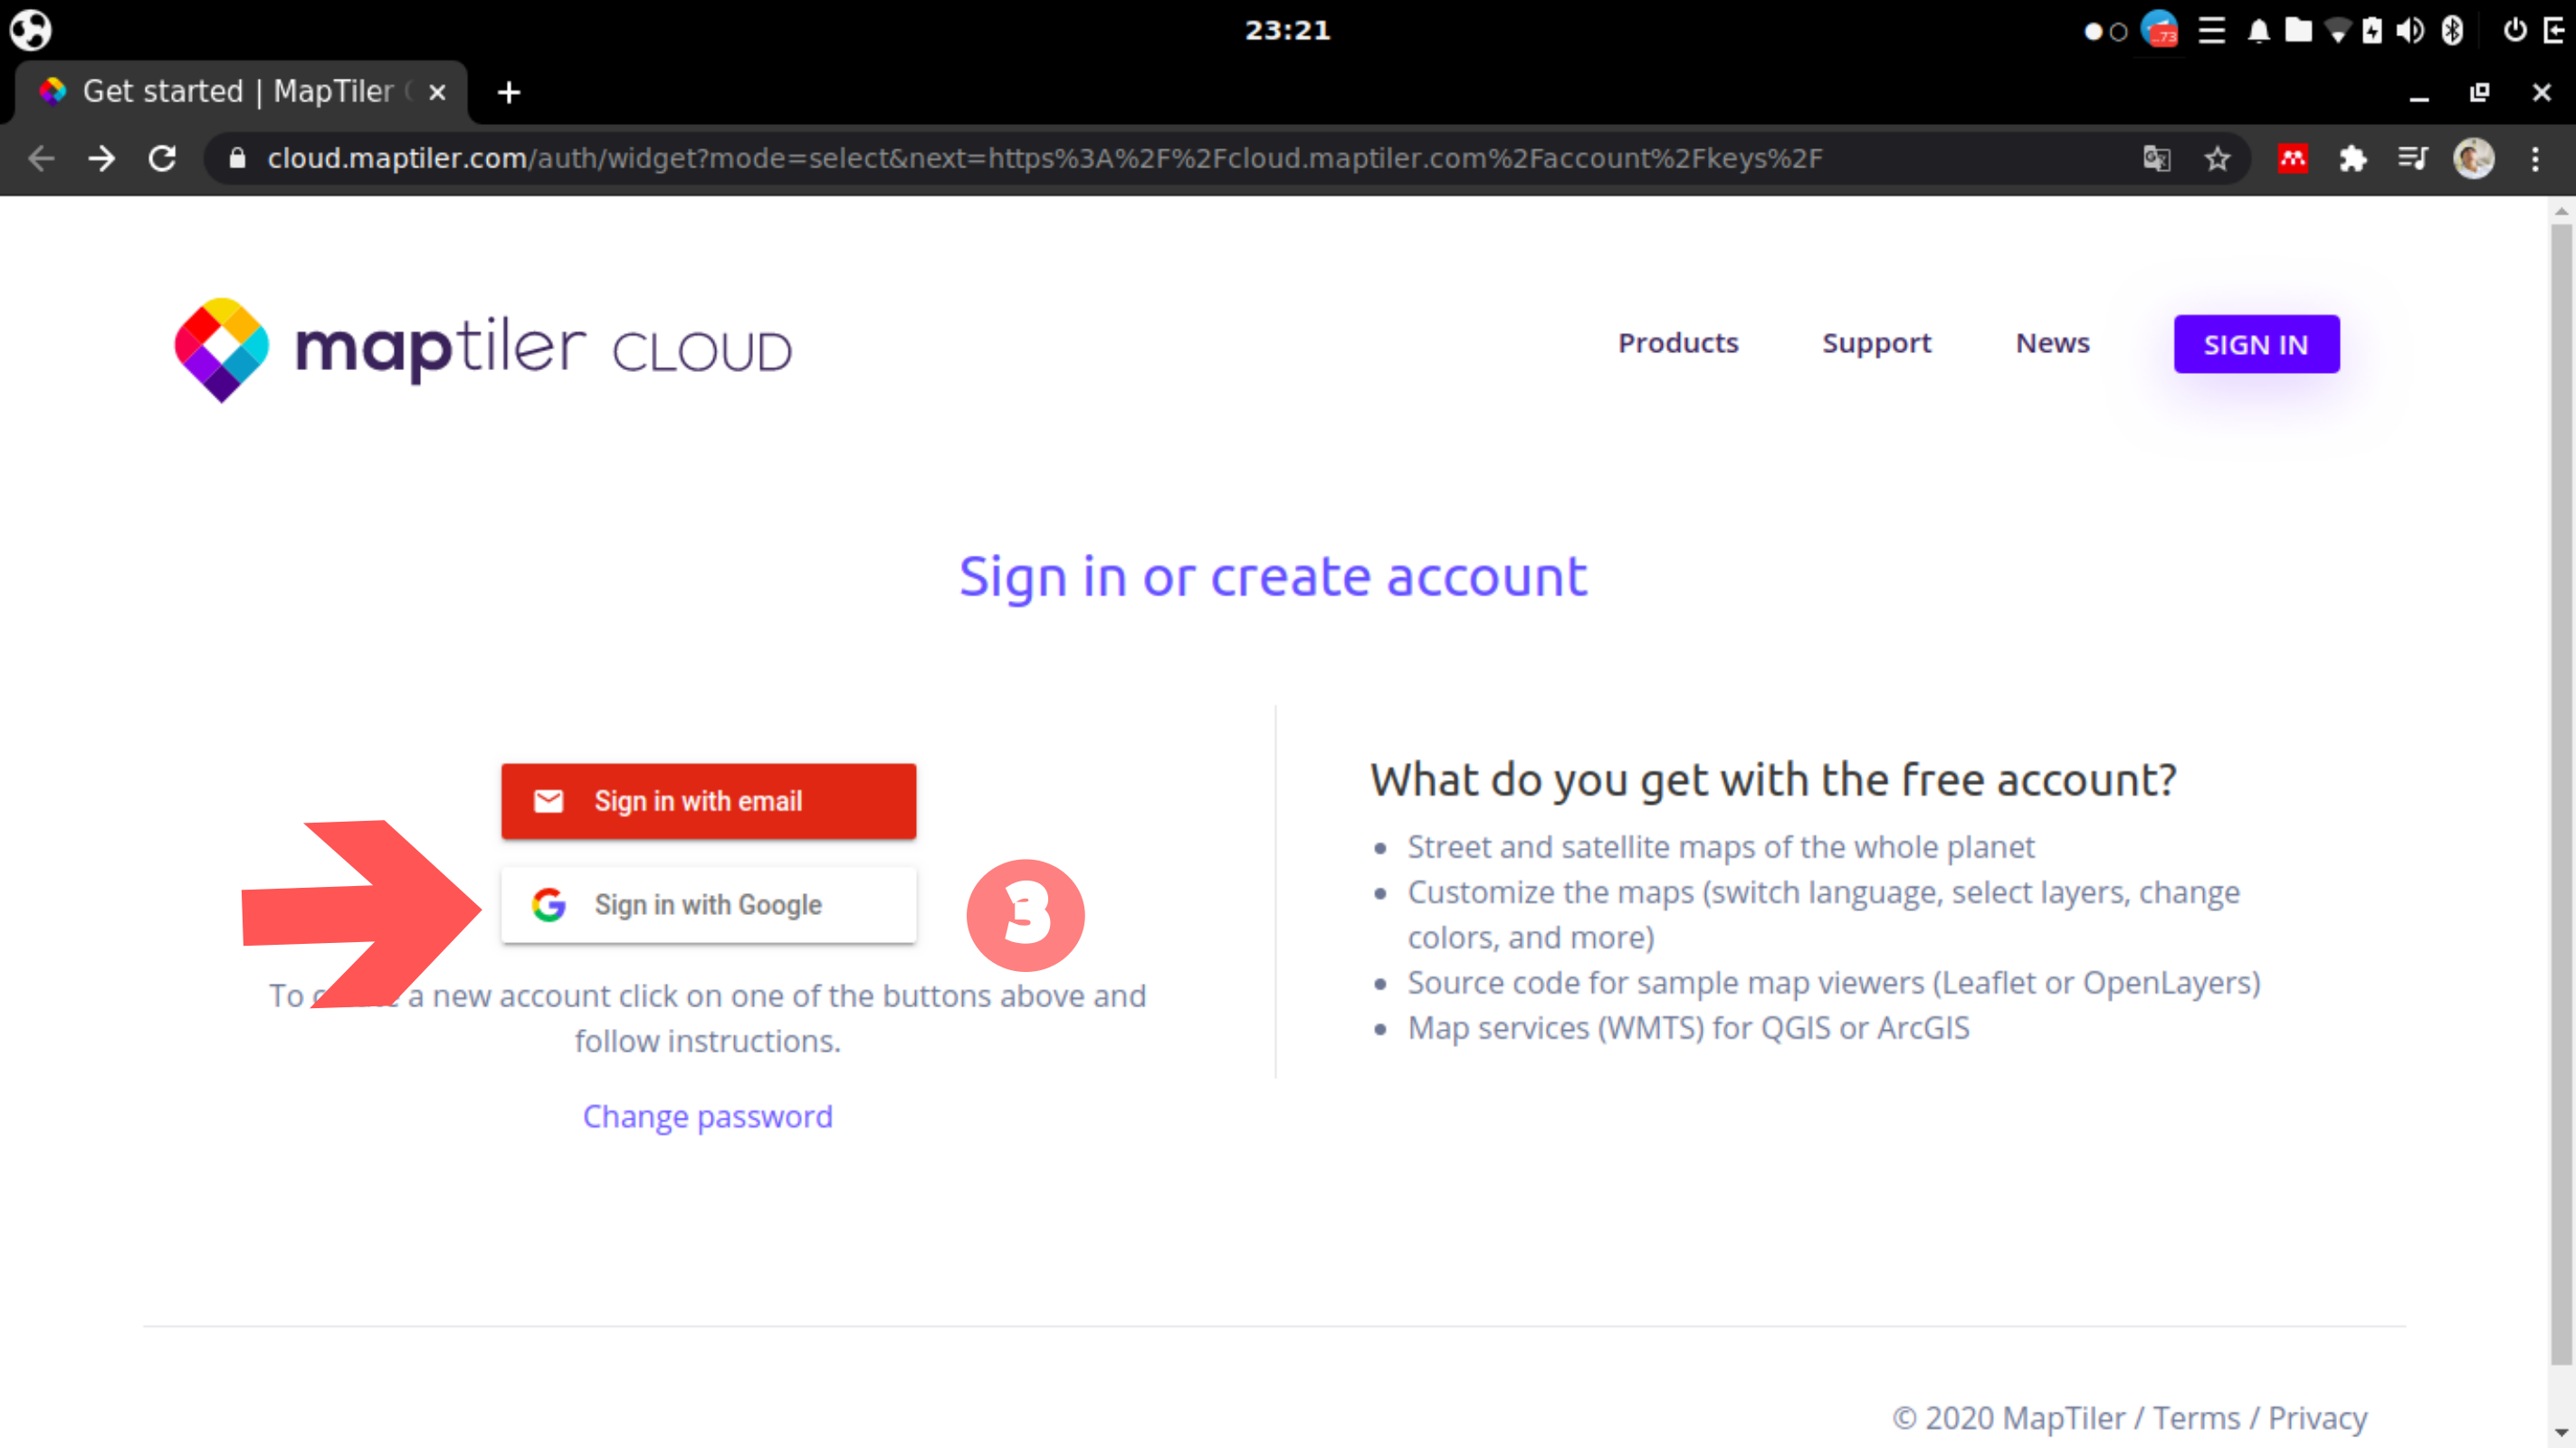 23:21
73
Get started | MapTiler
cloud.maptiler.com/auth/widget?mode=select&next=https%3A%2F%2Fcloud.maptiler.com%2Faccount%2Fkeys%2F
maptiler CLOUD
Products Support News SIGN IN
Sign in or create account
Sign in with email
Sign in with Google
3
To a new account click on one of the buttons above and
follow instructions.
Change password
What do you get with the free account?
• Street and satellite maps of the whole planet
• Customize the maps (switch language, select layers, change
colors, and more)
• Source code for sample map viewers (Leaflet or OpenLayers)
• Map services (WMTS) for QGIS or ArcGIS
© 2020 MapTiler / Terms / Privacy